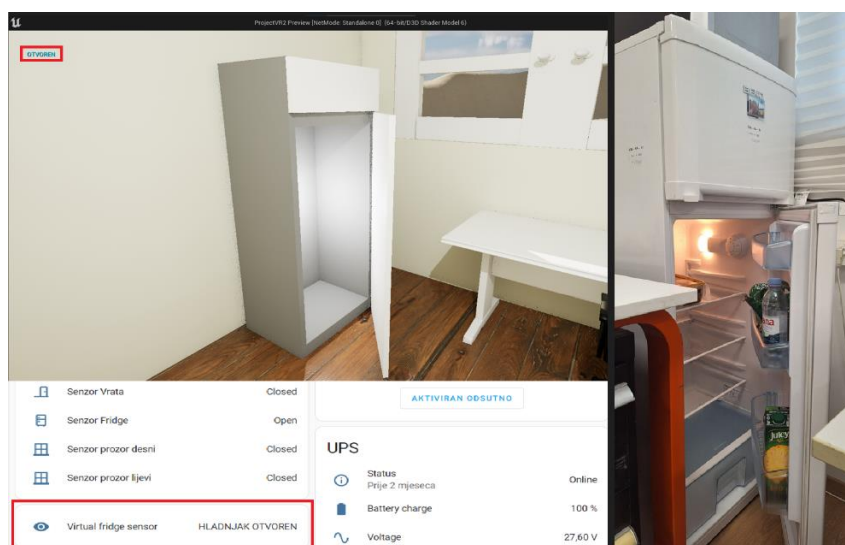 ProjectVR2 Preview [NetMode: Standalone 0] (64-bit/D3D Shader Model 6)
OTVOREN
Senzor Vrata Closed
Senzor Fridge Open
Senzor prozor desni Closed
Senzor prozor lijevi Closed
Virtual fridge sensor HLADNJAK OTVOREN
AKTIVIRAN ODSUTNO
UPS
Status Online
Prije 2 mjeseca
Battery charge 100 %
Voltage 27,60 V